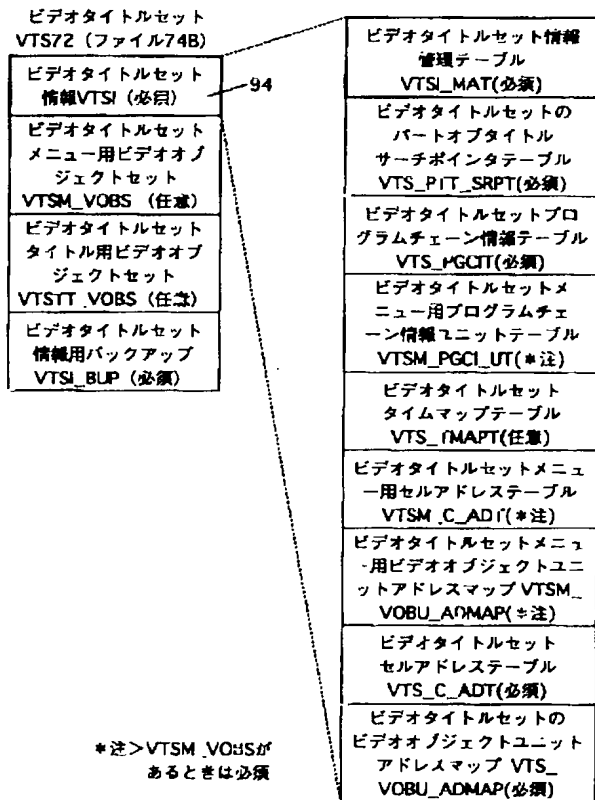 ビデオタイトルセット
VTS72（ファイル74B）
ビデオタイトルセット
情報VTSI（必須）
94
ビデオタイトルセット
メニュー用ビデオオブ
ジェクトセット
VTSM_VOBS（任意）
ビデオタイトルセット
タイトル用ビデオオブ
ジェクトセット
VTSTT_VOBS（任意）
ビデオタイトルセット
情報用バックアップ
VTSI_BUP（必須）
ビデオタイトルセット情報
管理テーブル
VTSI_MAT(必須)
ビデオタイトルセットの
パートオブタイトル
サーチポインタテーブル
VTS_PTT_SRPT(必須)
ビデオタイトルセットプロ
グラムチェーン情報テーブル
VTS_PGCIT(必須)
ビデオタイトルセットメ
ニュー用プログラムチェ
ーン情報ユニットテーブル
VTSM_PGCI_UT(*注)
ビデオタイトルセット
タイムマップテーブル
VTS_TMAPT(任意)
ビデオタイトルセットメニュ
ー用セルアドレステーブル
VTSM_C_ADT(*注)
ビデオタイトルセットメニュ
ー用ビデオオブジェクトユニ
ットアドレスマップ VTSM_
VOBU_ADMAP(*注)
ビデオタイトルセット
セルアドレステーブル
VTS_C_ADT(必須)
ビデオタイトルセットの
ビデオオブジェクトユニット
アドレスマップ VTS_
VOBU_ADMAP(必須)
*注>VTSM_VOBSが
あるときは必須